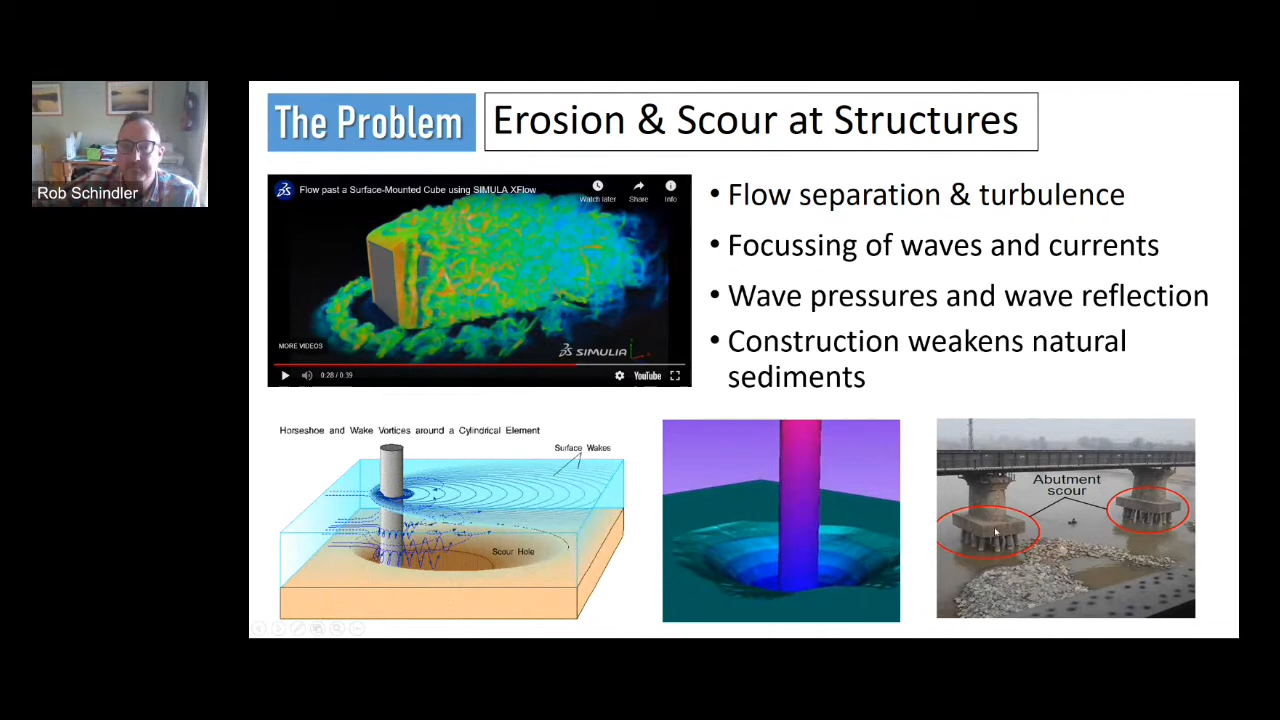 The Problem
Erosion & Scour at Structures
Rob Schindler
Flow past a Surface-Mounted Cube using SIMULA XFlow
Watch later
Share
Info
MORE VIDEOS
SIMULIA
0:28 / 0:39
YouTube
• Flow separation & turbulence
• Focussing of waves and currents
• Wave pressures and wave reflection
• Construction weakens natural
sediments
Horseshoe and Wake Vortices around a Cylindrical Element
Surface Wakes
Scour Hole
Abutment
scour